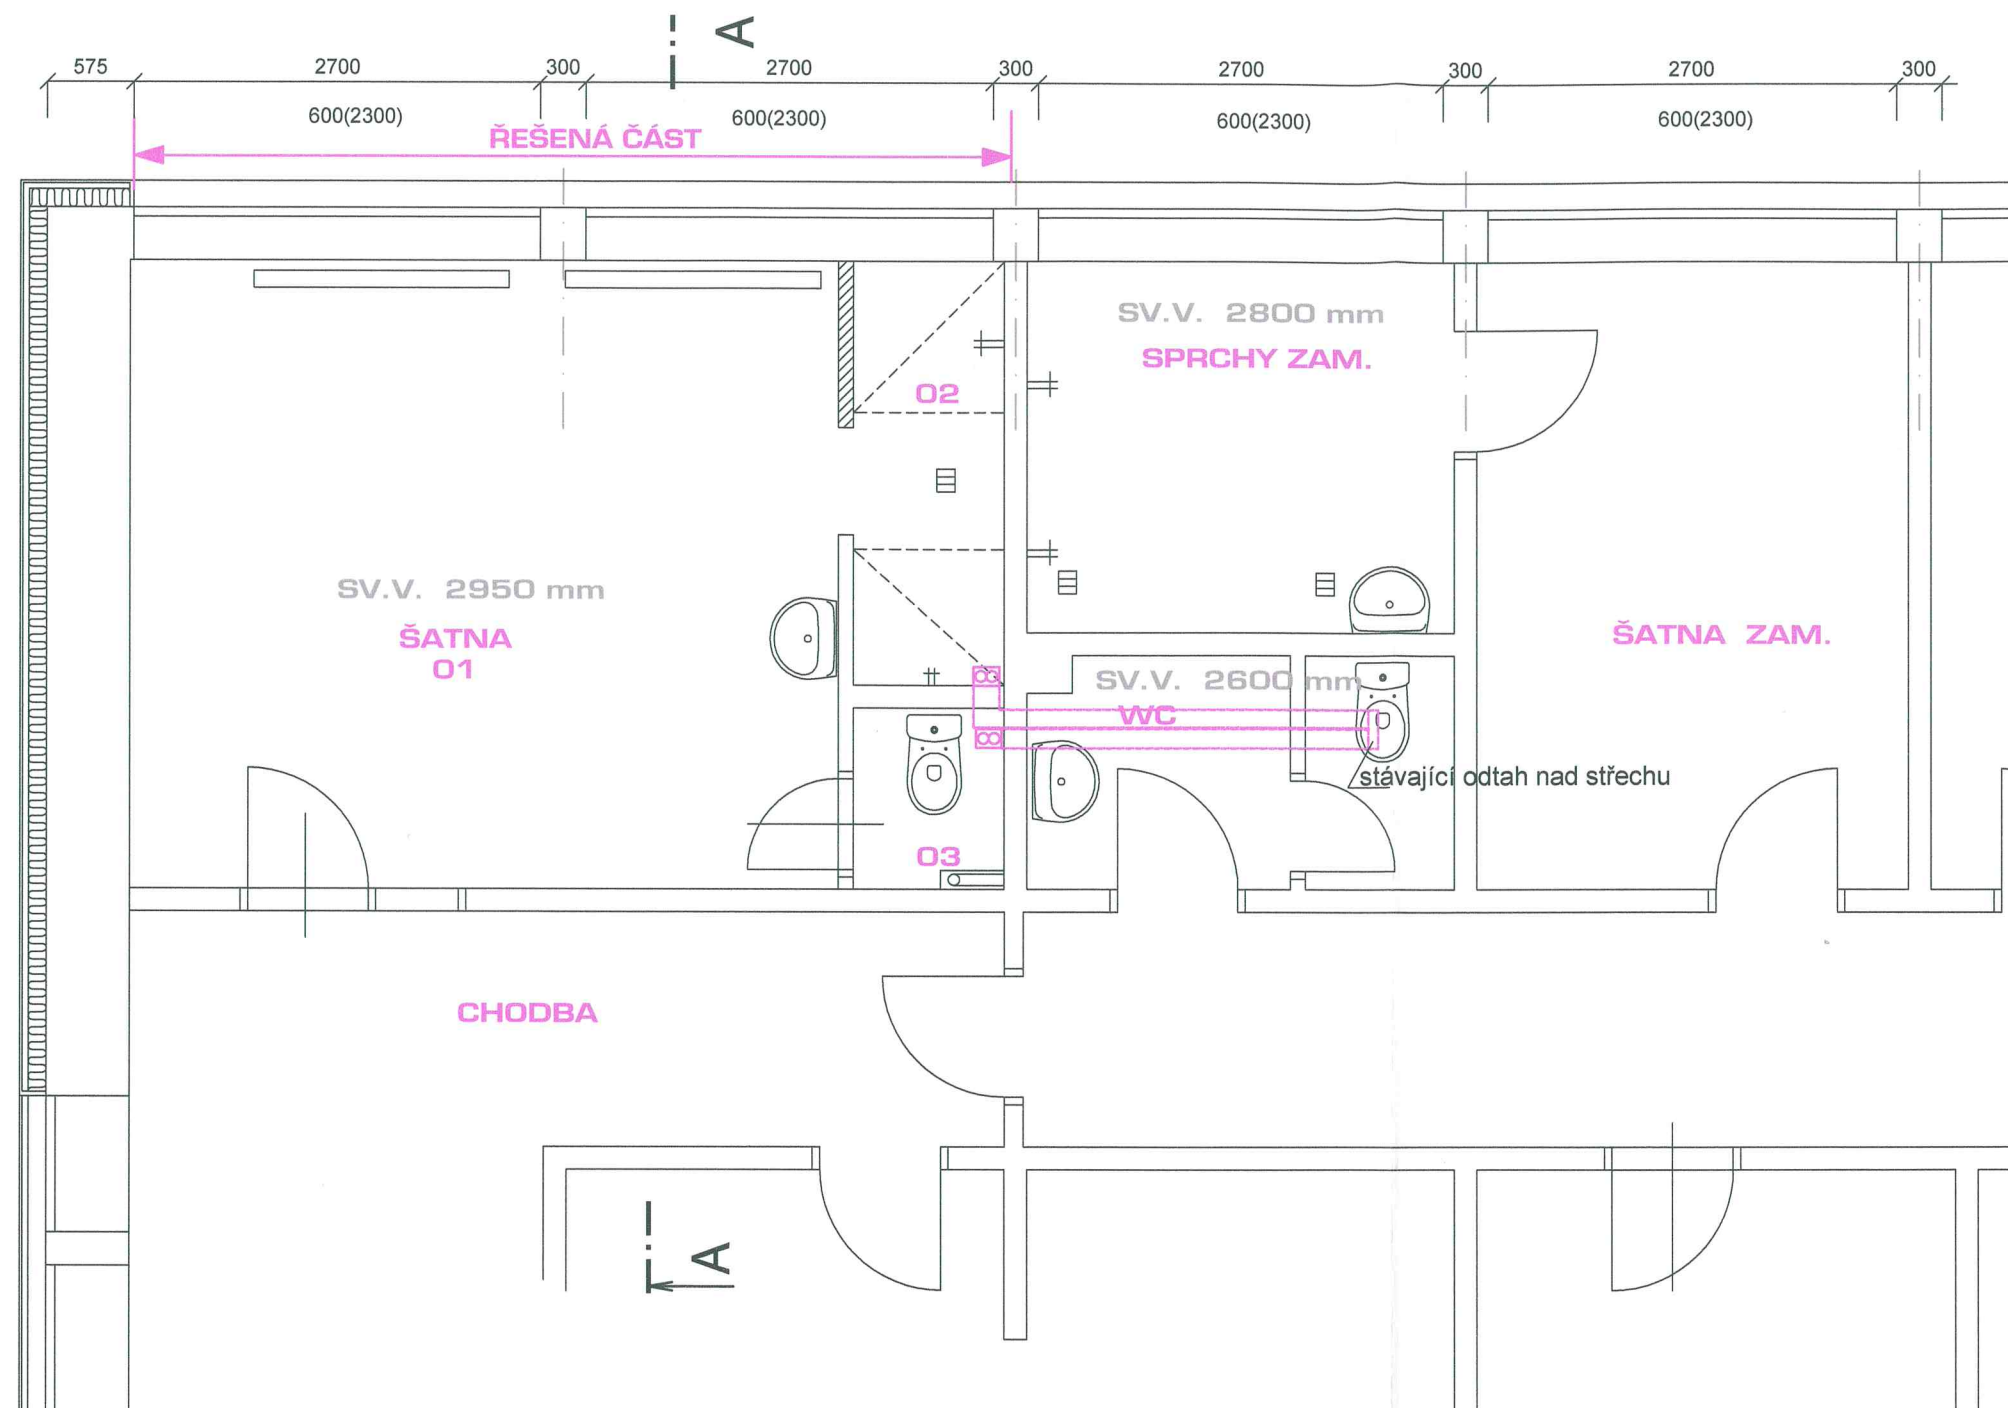 A
575 2700 300 2700 300 2700 300 2700 300
600(2300) 600(2300) 600(2300) 600(2300)
ŘEŠENÁ ČÁST
SV.V. 2800 mm
SPRCHY ZAM.
02
SV.V. 2950 mm
ŠATNA
01
ŠATNA ZAM.
SV.V. 2600 mm
WC
stávající odtah nad střechu
03
CHODBA
A